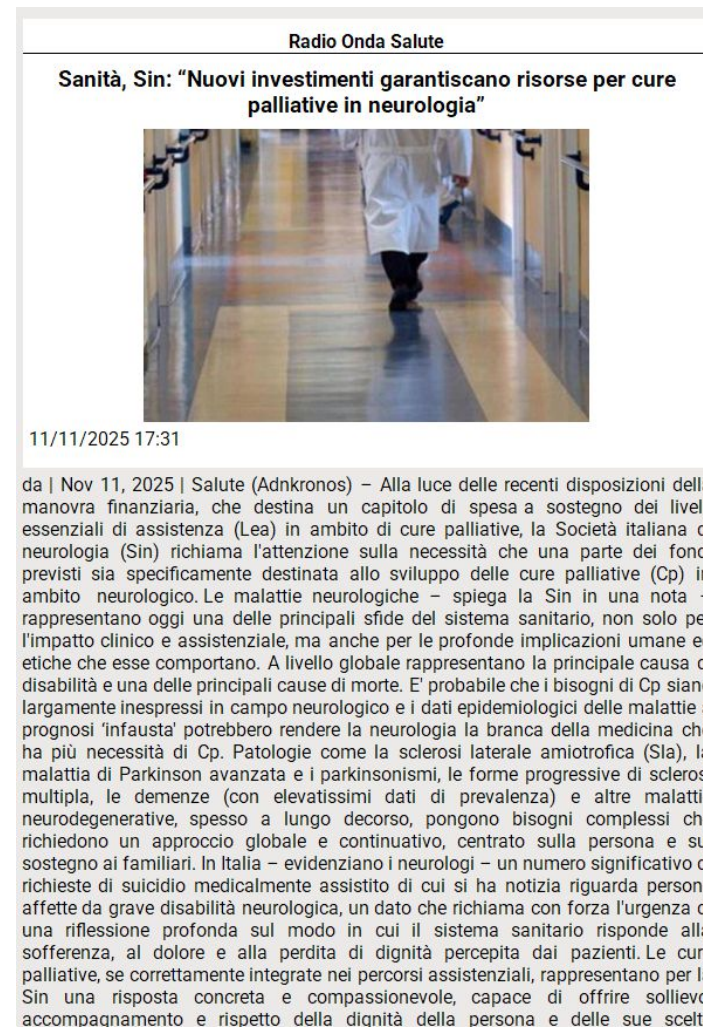 Radio Onda Salute
Sanità, Sin: “Nuovi investimenti garantiscano risorse per cure
palliative in neurologia”
11/11/2025 17:31
da | Nov 11, 2025 | Salute (Adnkronos) – Alla luce delle recenti disposizioni della
manovra finanziaria, che destina un capitolo di spesa a sostegno dei livel
essenziali di assistenza (Lea) in ambito di cure palliative, la Società italiana d
neurologia (Sin) richiama l'attenzione sulla necessità che una parte dei fond
previsti sia specificamente destinata allo sviluppo delle cure palliative (Cp) in
ambito neurologico. Le malattie neurologiche – spiega la Sin in una nota –
rappresentano oggi una delle principali sfide del sistema sanitario, non solo pe
l'impatto clinico e assistenziale, ma anche per le profonde implicazioni umane ed
etiche che esse comportano. A livello globale rappresentano la principale causa d
disabilità e una delle principali cause di morte. E' probabile che i bisogni di Cp siano
largamente inespressi in campo neurologico e i dati epidemiologici delle malattie a
prognosi ‘infausta' potrebbero rendere la neurologia la branca della medicina che
ha più necessità di Cp. Patologie come la sclerosi laterale amiotrofica (Sla), la
malattia di Parkinson avanzata e i parkinsonismi, le forme progressive di scleros
multipla, le demenze (con elevatissimi dati di prevalenza) e altre malatti
neurodegenerative, spesso a lungo decorso, pongono bisogni complessi ch
richiedono un approccio globale e continuativo, centrato sulla persona e su
sostegno ai familiari. In Italia – evidenziano i neurologi – un numero significativo d
richieste di suicidio medicalmente assistito di cui si ha notizia riguarda person
affette da grave disabilità neurologica, un dato che richiama con forza l'urgenza d
una riflessione profonda sul modo in cui il sistema sanitario risponde alla
sofferenza, al dolore e alla perdita di dignità percepita dai pazienti. Le cur
palliative, se correttamente integrate nei percorsi assistenziali, rappresentano per la
Sin una risposta concreta e compassionevole, capace di offrire sollievo
accompagnamento e rispetto della dignità della persona e delle sue scelt